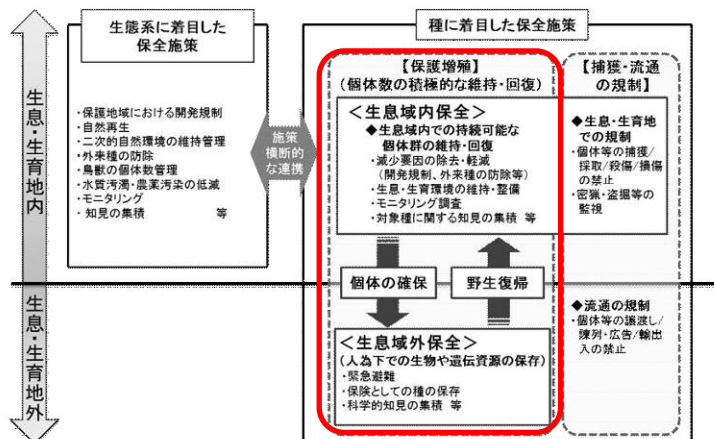 生態系に着目した
保全施策
・保護地域における開発規制
・自然再生
・二次的自然環境の維持管理
・外来種の防除
・鳥獣の個体数管理
・水質汚濁・農薬汚染の低減
・モニタリング
・知見の集積 等
施策
横断的
な連携
種に着目した保全施策
【保護増殖】
(個体数の積極的な維持・回復)
<生息域内保全>
◆生息域内での持続可能な
個体群の維持・回復
・減少要因の除去・軽減
(開発規制、外来種の防除等)
・生息・生育環境の維持・整備
・モニタリング調査
・対象種に関する知見の集積 等
個体の確保
野生復帰
<生息域外保全>
(人為下での生物や遺伝資源の保存)
・緊急避難
・保険としての種の保存
・科学的知見の集積 等
【捕獲・流通
の規制】
◆生息・生育地
での規制
・個体等の捕獲/
採取/殺傷/損傷
の禁止
・密猟・盗掘等の
監視
◆流通の規制
・個体等の譲渡し/
陳列・広告/輸出
入の禁止
生息・生育地内
生息・生育地外